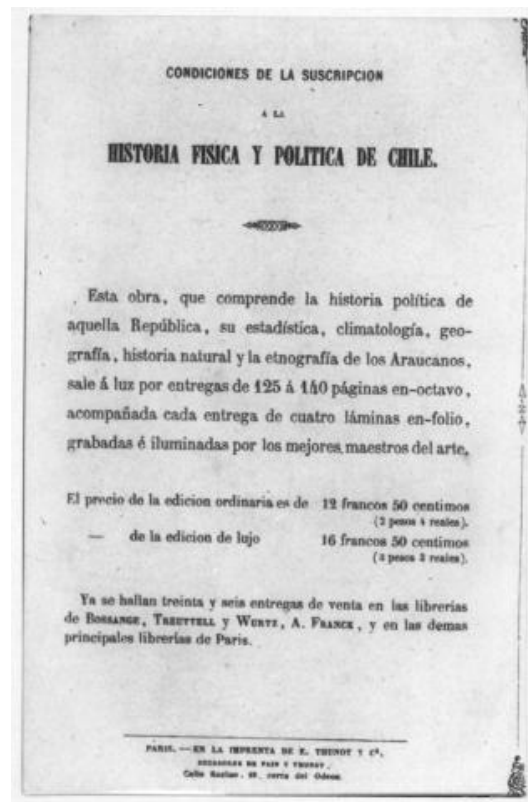 CONDICIONES DE LA SUSCRIPCION
A LA
HISTORIA FISICA Y POLITICA DE CHILE.
Esta obra, que comprende la historia política de
aquella República, su estadística, climatología, geo-
grafía, historia natural y la etnografía de los Araucanos,
sale á luz por entregas de 125 á 140 páginas en-octavo,
acompañada cada entrega de cuatro láminas en-folio,
grabadas é iluminadas por los mejores maestros del arte.
El precio de la edicion ordinaria es de 12 francos 50 centimos
(2 pesos 4 reales).
— de la edicion de lujo 16 francos 50 centimos
(3 pesos 2 reales).
Ya se hallan treinta y seis entregas de venta en las librerías
de BOSSANGE, TREUTTELL y WURTZ, A. FRANCK, y en las demas
principales librerías de Paris.
PARIS. — EN LA IMPRENTA DE E. THUNOT Y Cª,
SUCESORES DE FAIN Y THUNOT,
Calle Racine, cerca del Odeon.